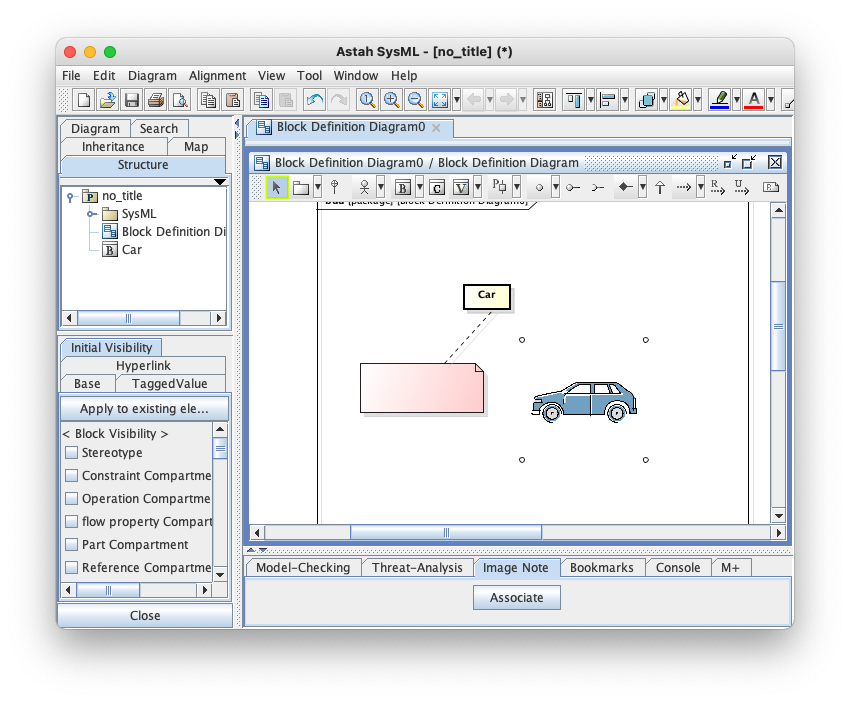 Astah SysML - [no_title] (*)
File Edit Diagram Alignment View Tool Window Help
A
Diagram Search
Inheritance Map
Structure
P no_title
SysML
Block Definition Di
B Car
Initial Visibility
Hyperlink
Base TaggedValue
Apply to existing ele...
< Block Visibility >
Stereotype
Constraint Compartme
Operation Compartme
flow property Compart
Part Compartment
Reference Compartme
Close
Block Definition Diagram0
Block Definition Diagram0 / Block Definition Diagram
B C V P R U B
[package] [Block Definition Diagram0]
Car
Model-Checking Threat-Analysis Image Note Bookmarks Console M+
Associate